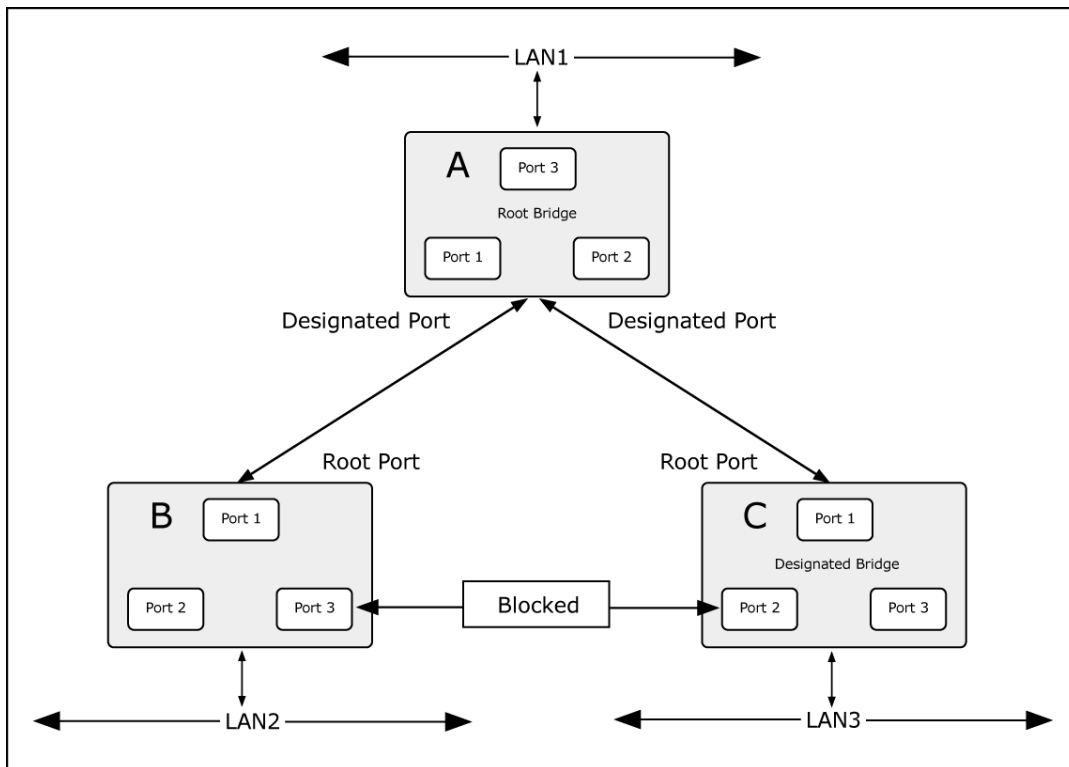 LAN1
A
Port 3
Root Bridge
Port 1
Port 2
Designated Port
Designated Port
Root Port
Root Port
B
Port 1
Port 2
Port 3
Blocked
C
Port 1
Designated Bridge
Port 2
Port 3
LAN2
LAN3